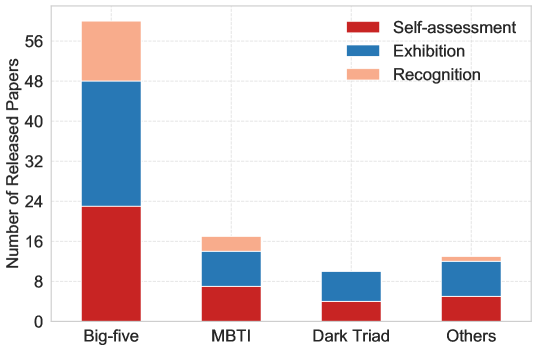 Number of Released Papers
56
48
40
32
24
16
8
0
Self-assessment
Exhibition
Recognition
Big-five
MBTI
Dark Triad
Others